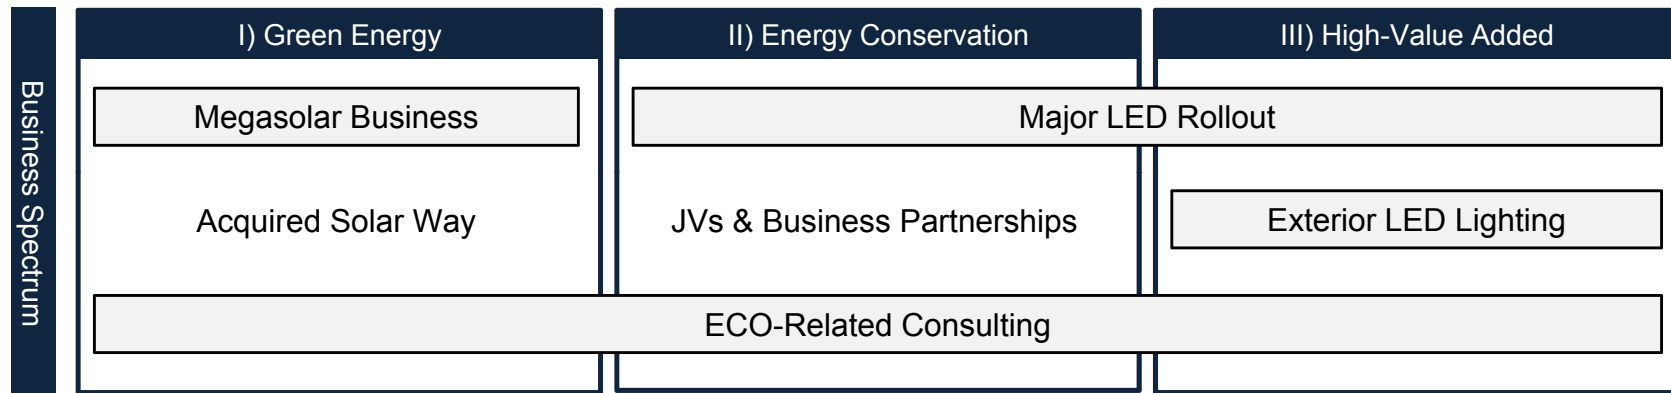 Business Spectrum
I) Green Energy
II) Energy Conservation
III) High-Value Added
Megasolar Business
Major LED Rollout
Acquired Solar Way
JVs & Business Partnerships
Exterior LED Lighting
ECO-Related Consulting